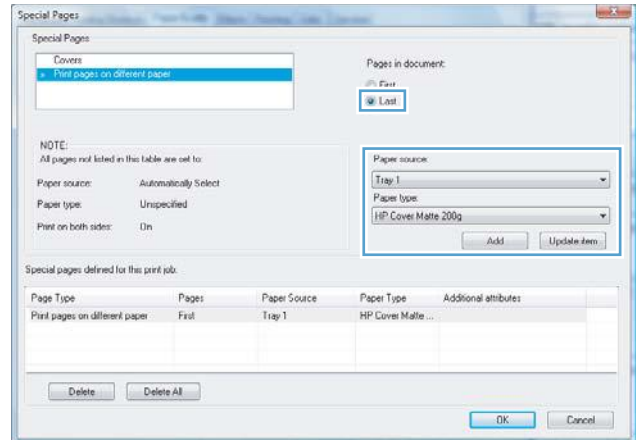 Special Pages
Special Pages
Covers
Print pages on different paper
Pages in document:
First
Last
NOTE:
All pages not listed in this table are set to:
Paper source: Automatically Select
Paper type: Unspecified
Print on both sides: On
Paper source:
Tray 1
Paper type:
HP Cover Matte 200g
Add Update item
Special pages defined for this print job:
Page Type Pages Paper Source Paper Type Additional attributes
Print pages on different paper First Tray 1 HP Cover Matte ...
Delete Delete All
OK Cancel